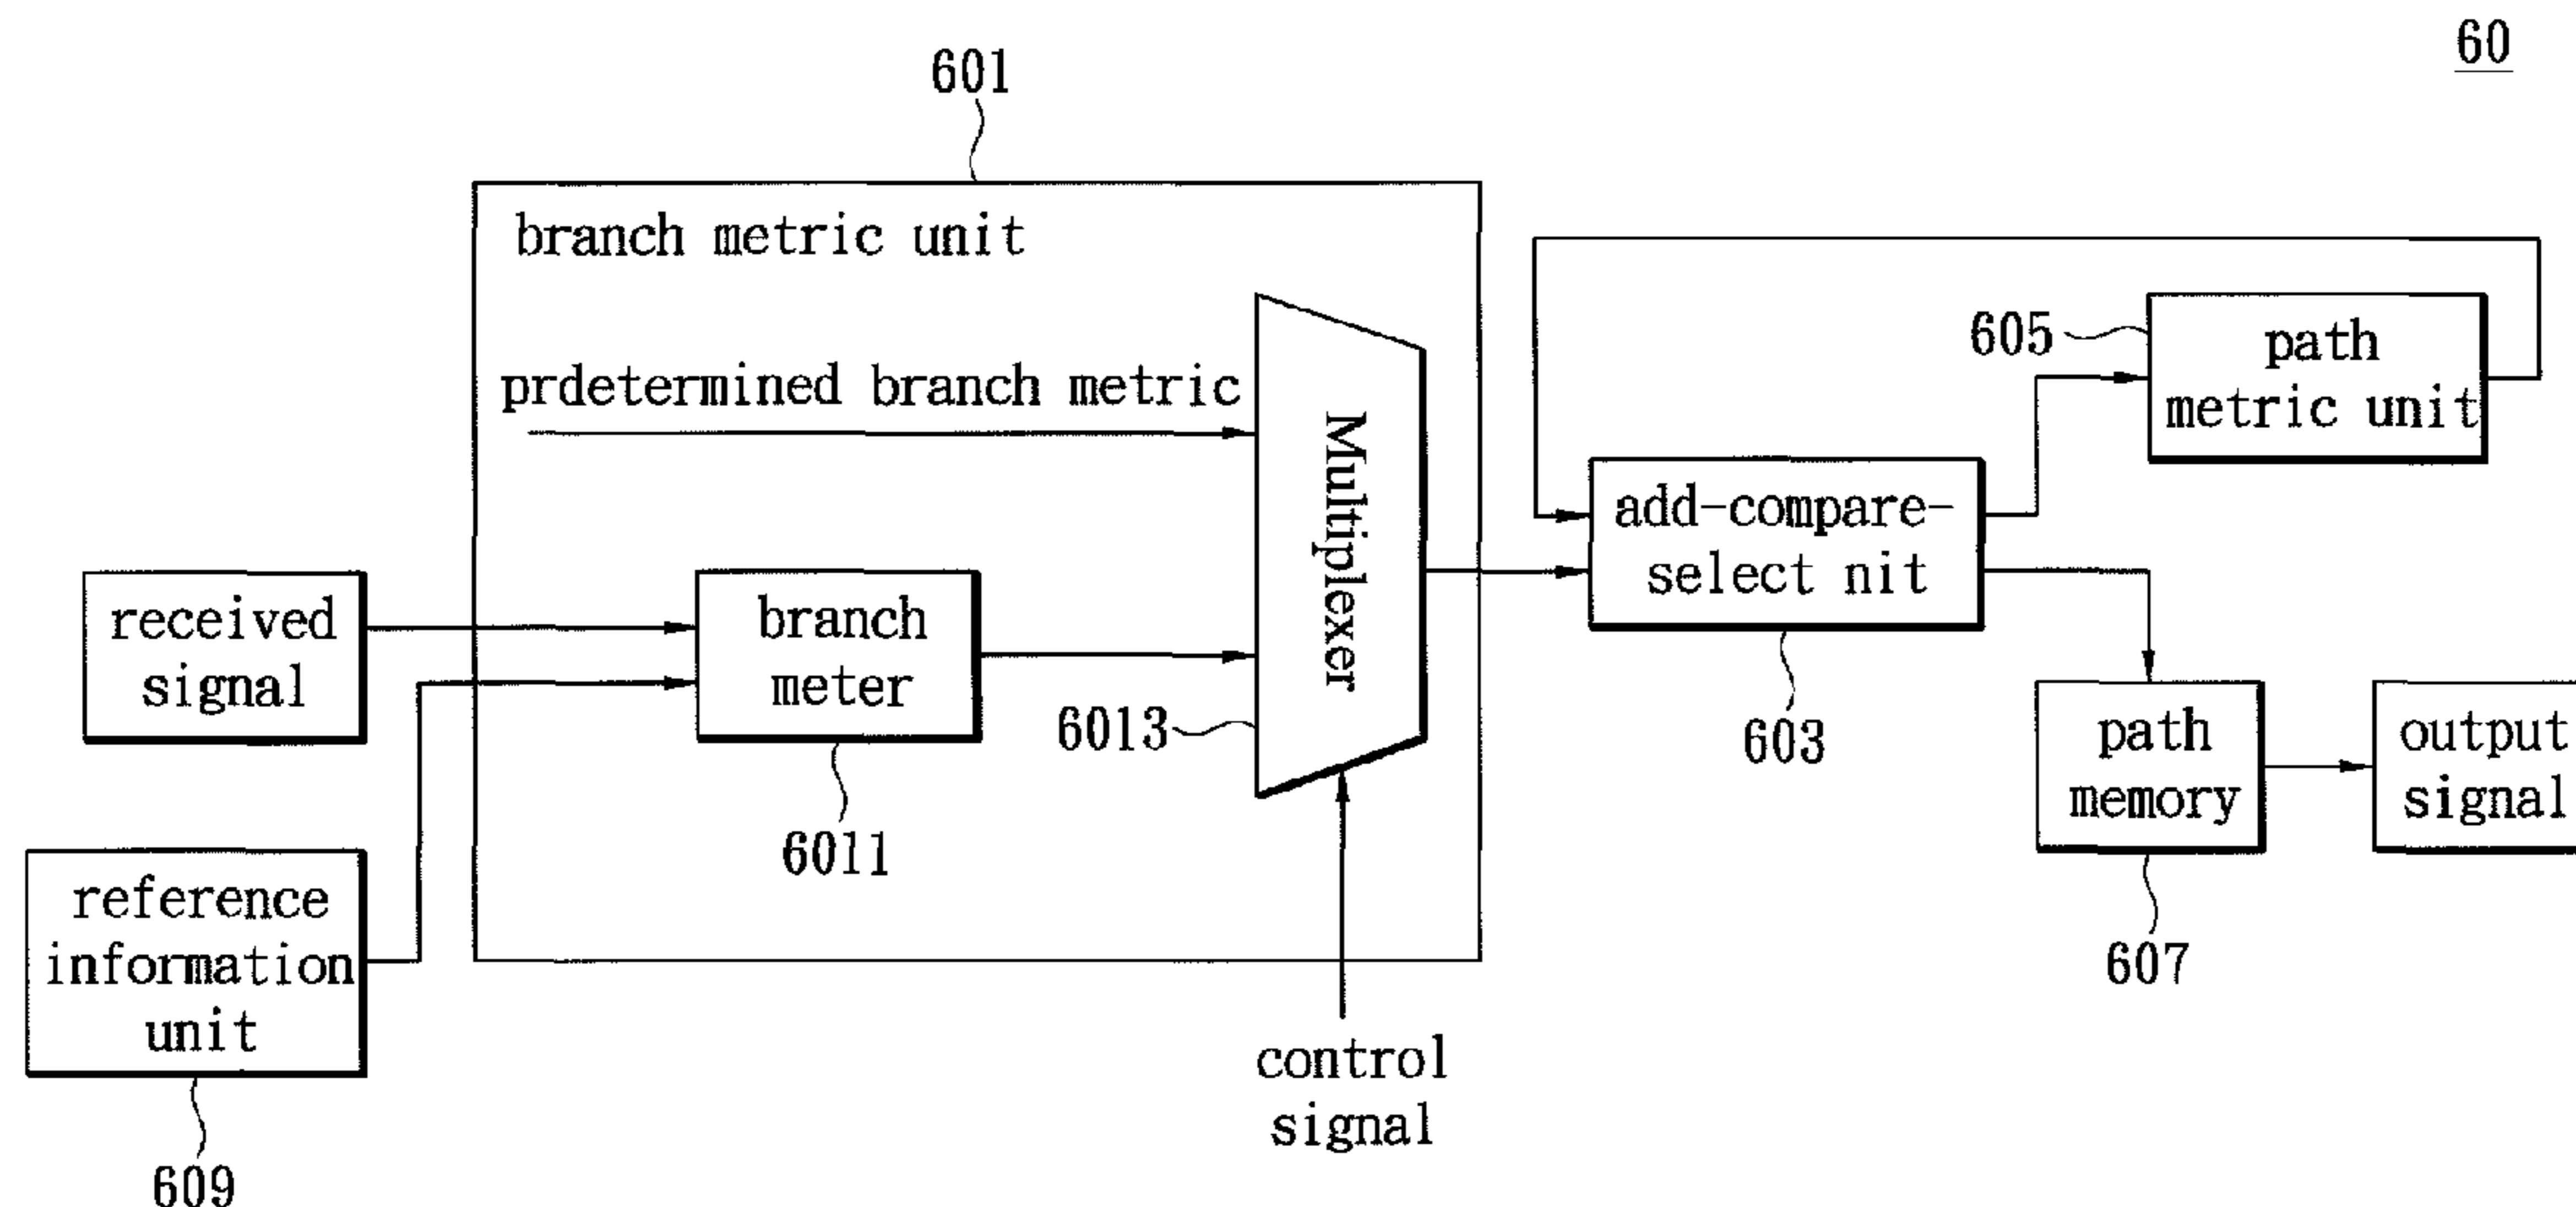 60
601
branch metric unit
prdetermined branch metric
Multiplexer
605
path
metric unit
add-compare-
select nit
603
received
signal
branch
meter
6011
6013
path
memory
607
output
signal
reference
information
unit
609
control
signal